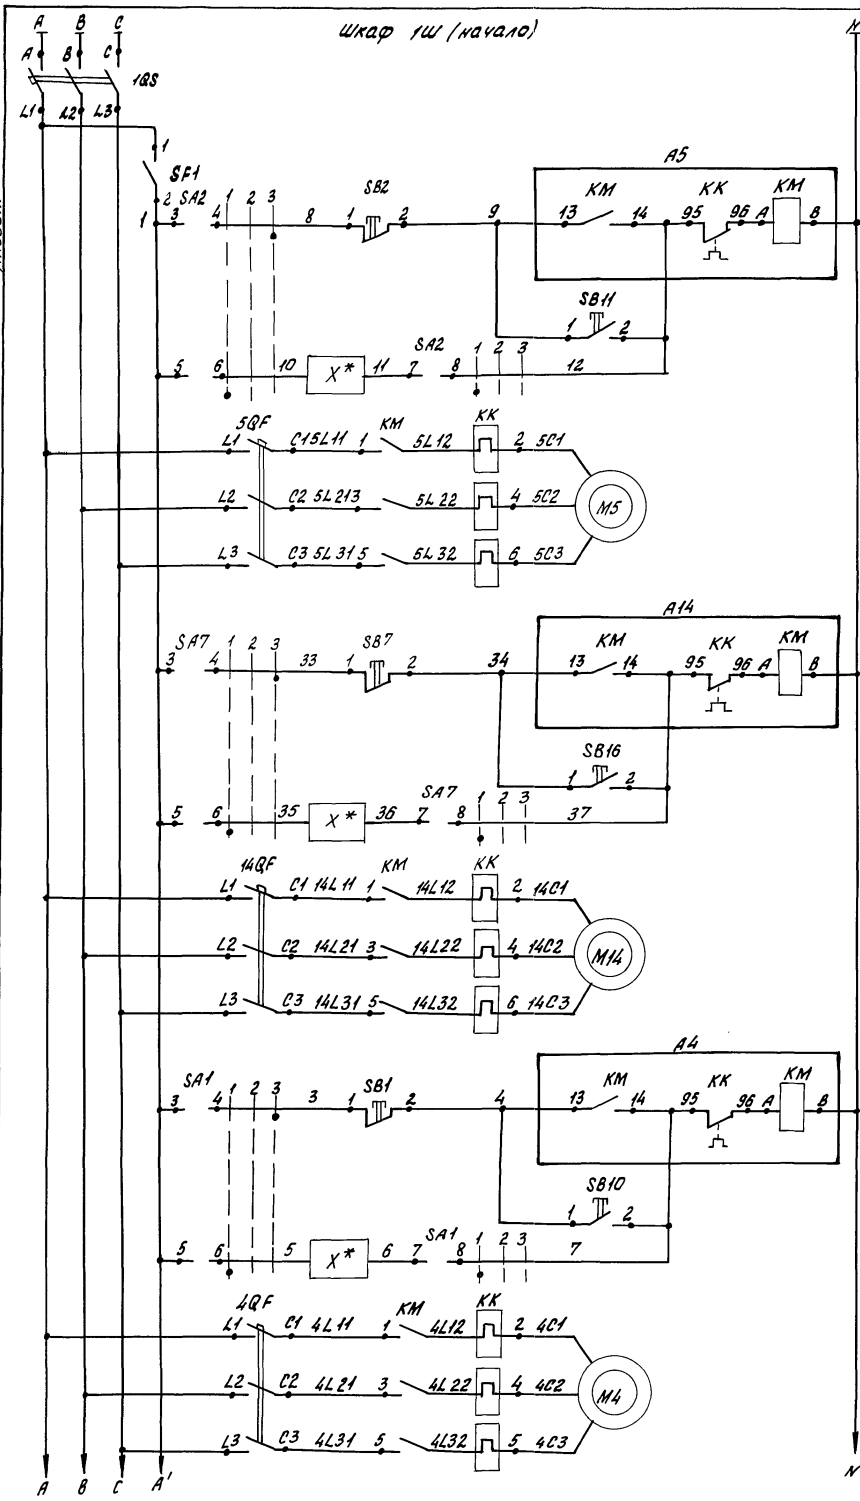 Шкаф 1Ш (начало)
A B C N
A B C 1QS
L1 L2 L3
1
SF1
2
A5
SA2 1 2 3 SB2 KM KK KM
1 3 4 8 1 2 9 13 14 95 96 A B
SB11
1 2
SA2
5 6 10 X* 11 7 8 1 2 3 12
5QF KM KK
L1 C1 5L11 1 5L12 2 5C1
L2 C2 5L21 3 5L22 4 5C2 M5
L3 C3 5L31 5 5L32 6 5C3
A14
SA7 1 2 3 SB7 KM KK KM
3 4 33 1 2 34 13 14 95 96 A B
SB16
1 2
SA7
5 6 35 X* 36 7 8 1 2 3 37
14QF KM KK
L1 C1 14L11 1 14L12 2 14C1
L2 C2 14L21 3 14L22 4 14C2 M14
L3 C3 14L31 5 14L32 6 14C3
A4
SA1 1 2 3 SB1 KM KK KM
3 4 3 1 2 4 13 14 95 96 A B
SB10
1 2
SA1
5 6 5 X* 6 7 8 1 2 3 7
4QF KM KK
L1 C1 4L11 1 4L12 2 4C1
L2 C2 4L21 3 4L22 4 4C2 M4
L3 C3 4L31 5 4L32 5 4C3
A B C A' N